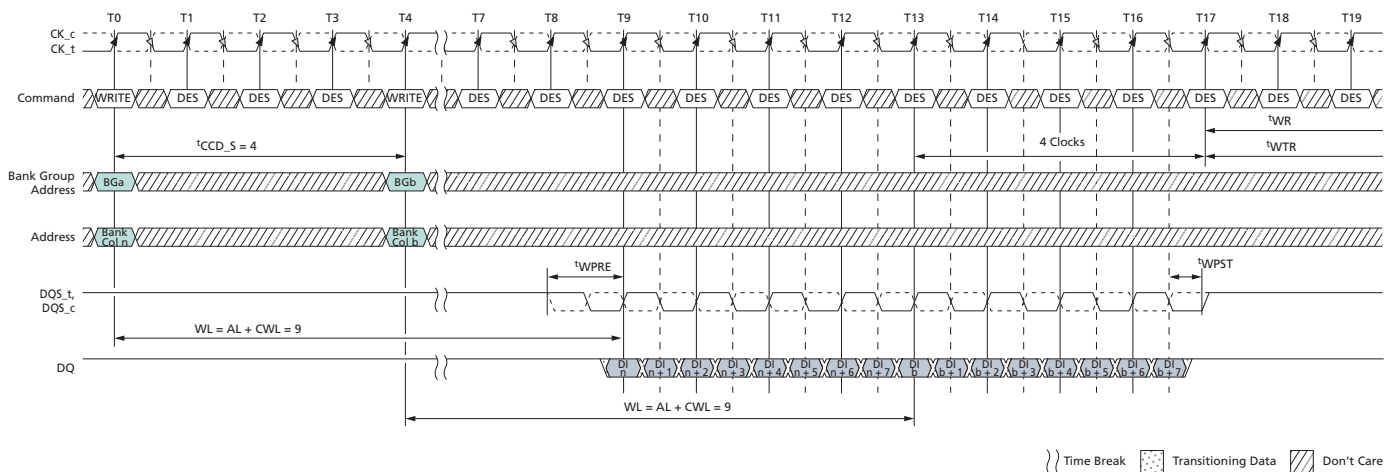 T0 T1 T2 T3 T4 T7 T8 T9 T10 T11 T12 T13 T14 T15 T16 T17 T18 T19
CK_c
CK_t
Command WRITE DES DES DES WRITE DES DES DES DES DES DES DES DES DES DES DES DES DES
tWR
tCCD_S = 4 4 Clocks tWTR
Bank Group
Address
BGa BGb
Address
Bank
Col n
Bank
Col b
tWPRE tWPST
DQS_t,
DQS_c
WL = AL + CWL = 9
DQ
DI
n
DI
n + 1
DI
n + 2
DI
n + 3
DI
n + 4
DI
n + 5
DI
n + 6
DI
n + 7
DI
b
DI
b + 1
DI
b + 2
DI
b + 3
DI
b + 4
DI
b + 5
DI
b + 6
DI
b + 7
WL = AL + CWL = 9
Time Break Transitioning Data Don't Care